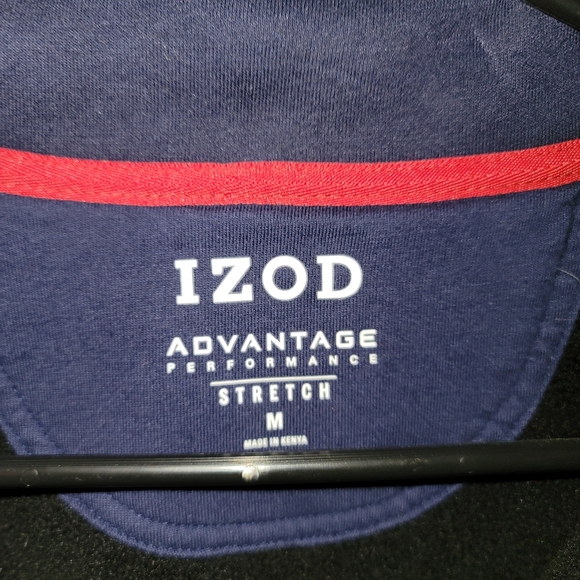 IZOD
ADVANTAGE
PERFORMANCE
STRETCH
M
MADE IN KENYA